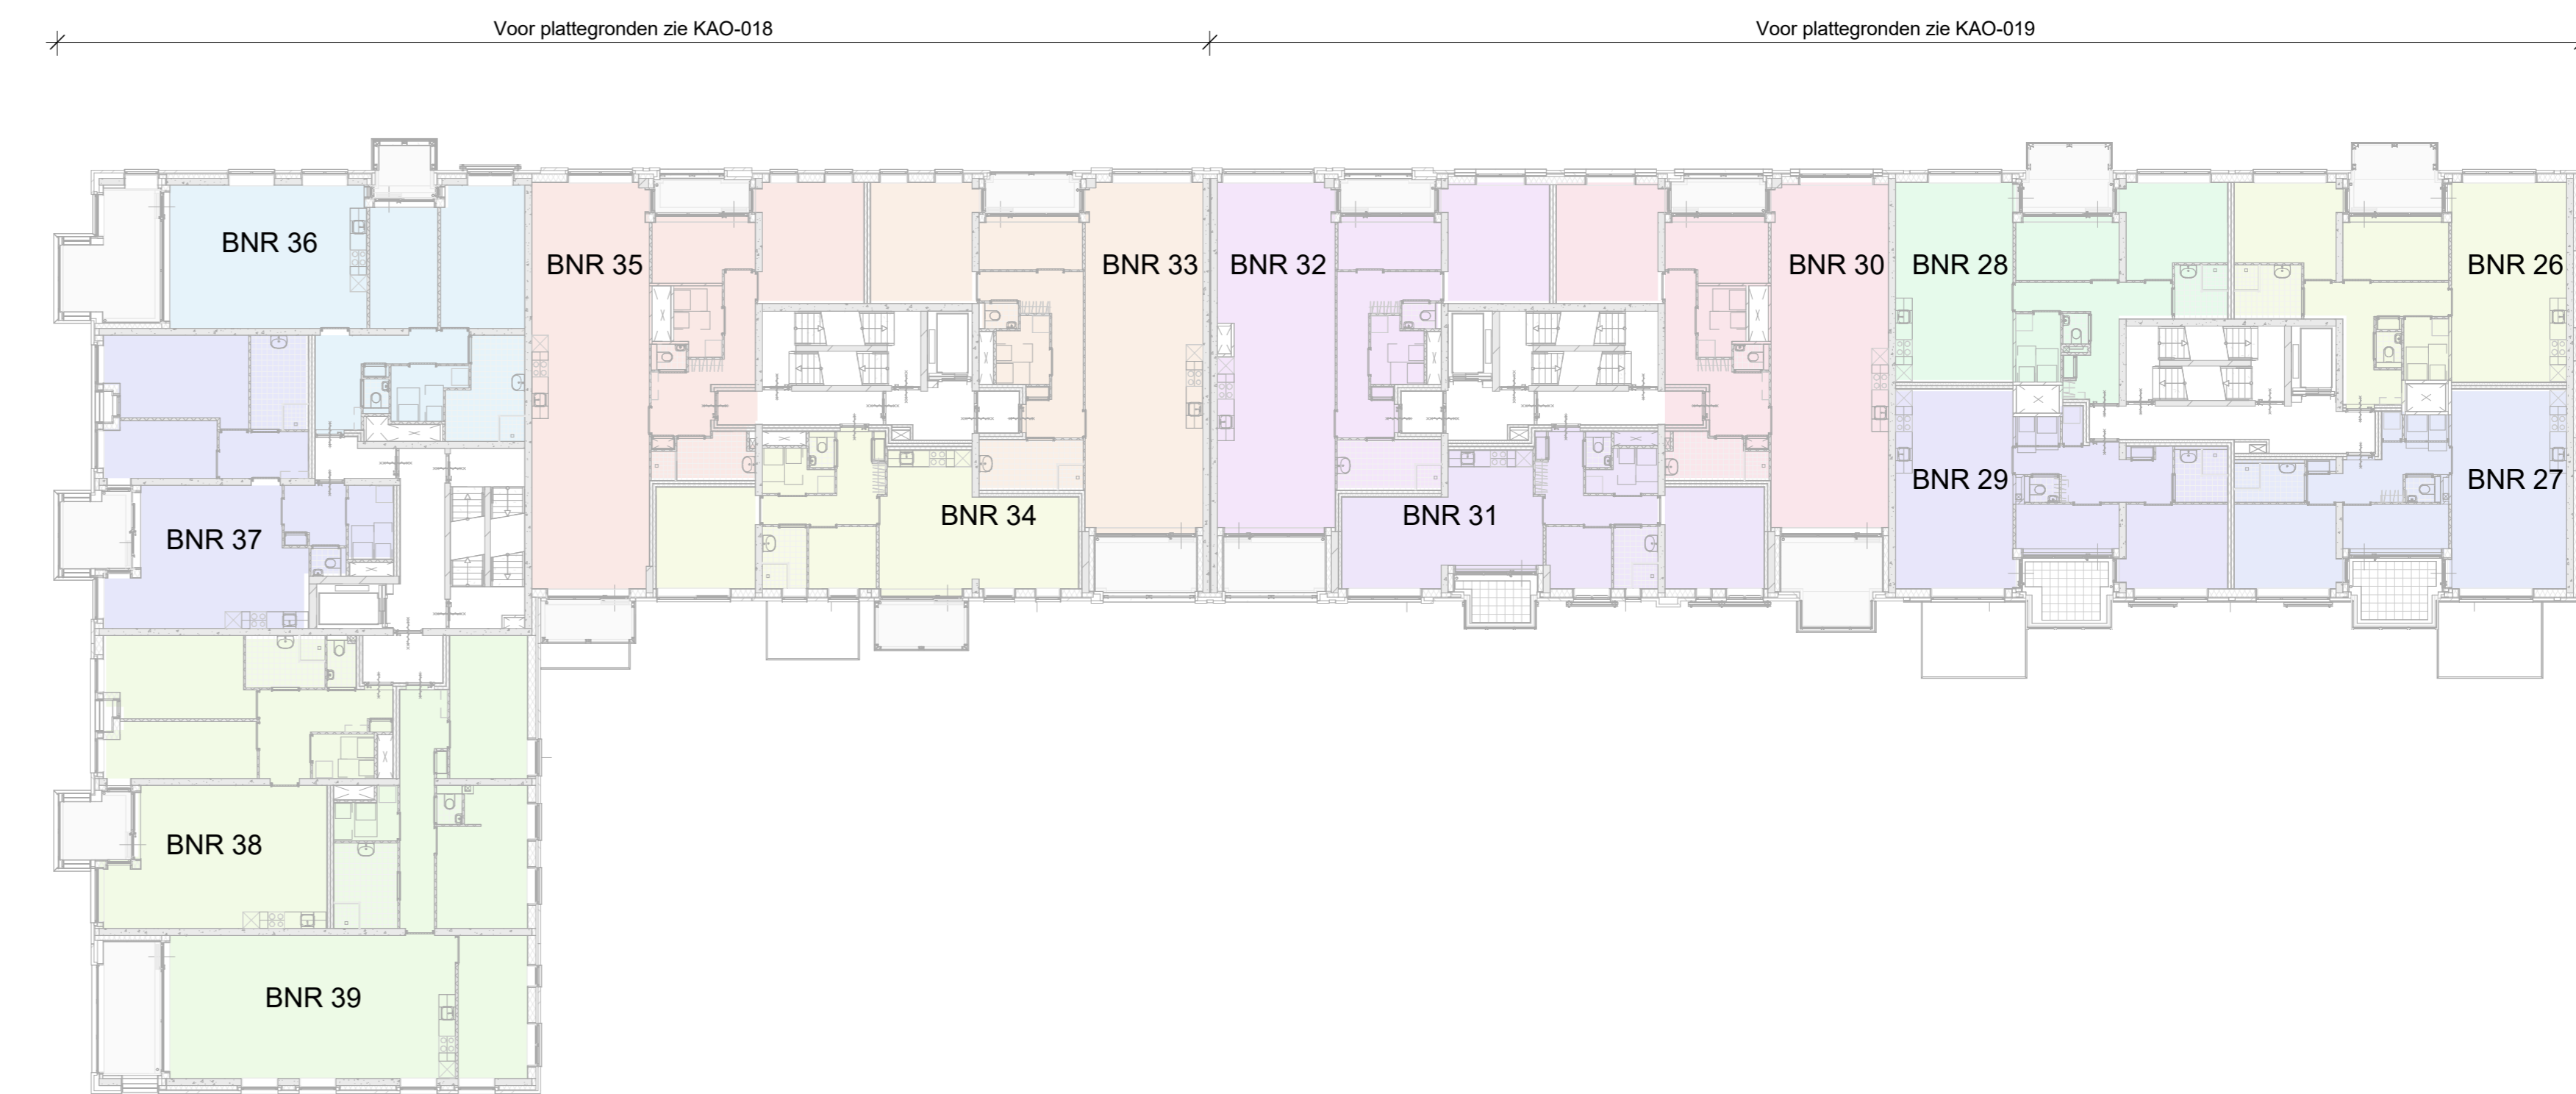 Voor plattegronden zie KAO-018
Voor plattegronden zie KAO-019
BNR 36
BNR 35
BNR 33
BNR 32
BNR 30
BNR 28
BNR 26
BNR 29
BNR 27
BNR 34
BNR 31
BNR 37
BNR 38
BNR 39